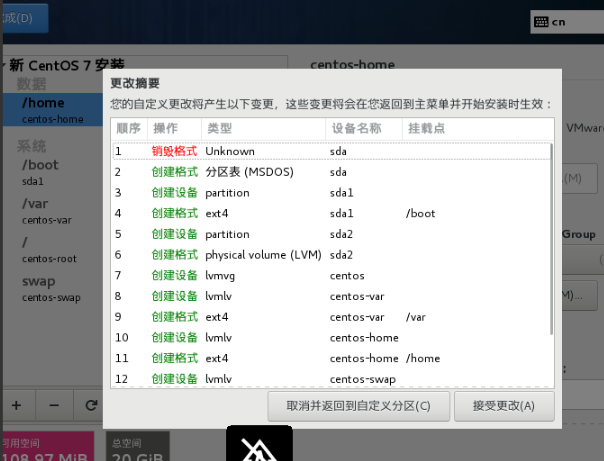 完成(D)
cn
新 CentOS 7 安装
centos-home
数据
/home
centos-home
系统
/boot
sda1
/var
centos-var
/
centos-root
swap
centos-swap
更改摘要
您的自定义更改将产生以下变更，这些变更将会在您返回到主菜单并开始安装时生效：
顺序 操作 类型 设备名称 挂载点
1 销毁格式 Unknown sda
2 创建格式 分区表 (MSDOS) sda
3 创建设备 partition sda1
4 创建格式 ext4 sda1 /boot
5 创建设备 partition sda2
6 创建格式 physical volume (LVM) sda2
7 创建设备 lvmvg centos
8 创建设备 lvmlv centos-var
9 创建格式 ext4 centos-var /var
10 创建设备 lvmlv centos-home
11 创建格式 ext4 centos-home /home
12 创建设备 lvmlv centos-swap
取消并返回到自定义分区(C)
接受更改(A)
VMware
(M)
Group
(M)...
可用空间
108.97 MiB
总空间
20 GiB